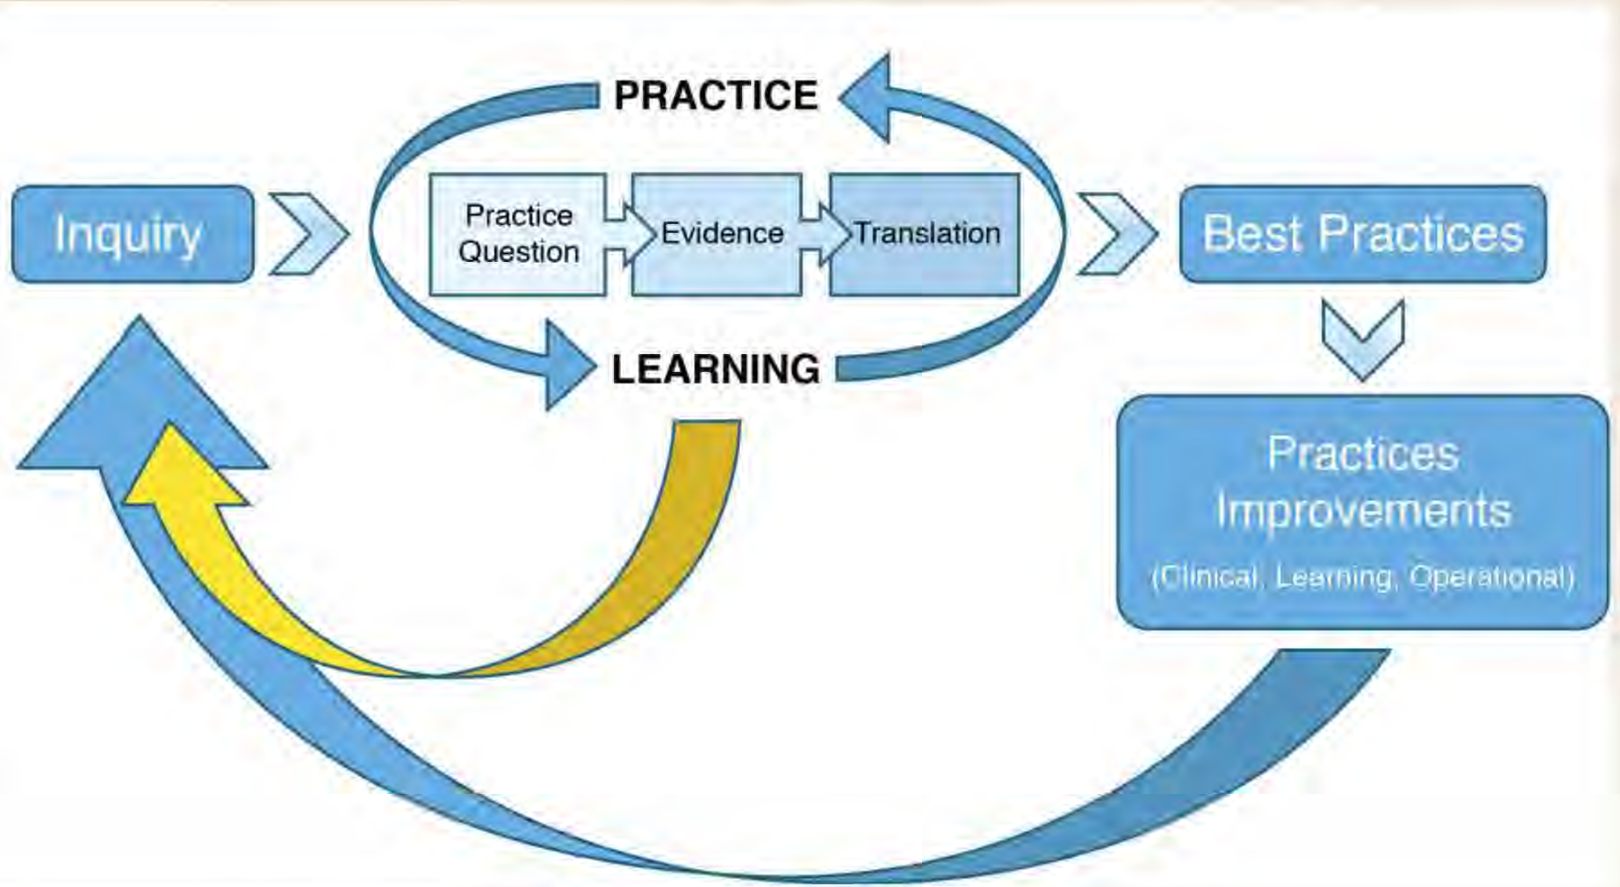 PRACTICE
Inquiry
Practice
Question
Evidence
Translation
LEARNING
Best Practices
Practices
Improvements
(Clinical, Learning, Operational)